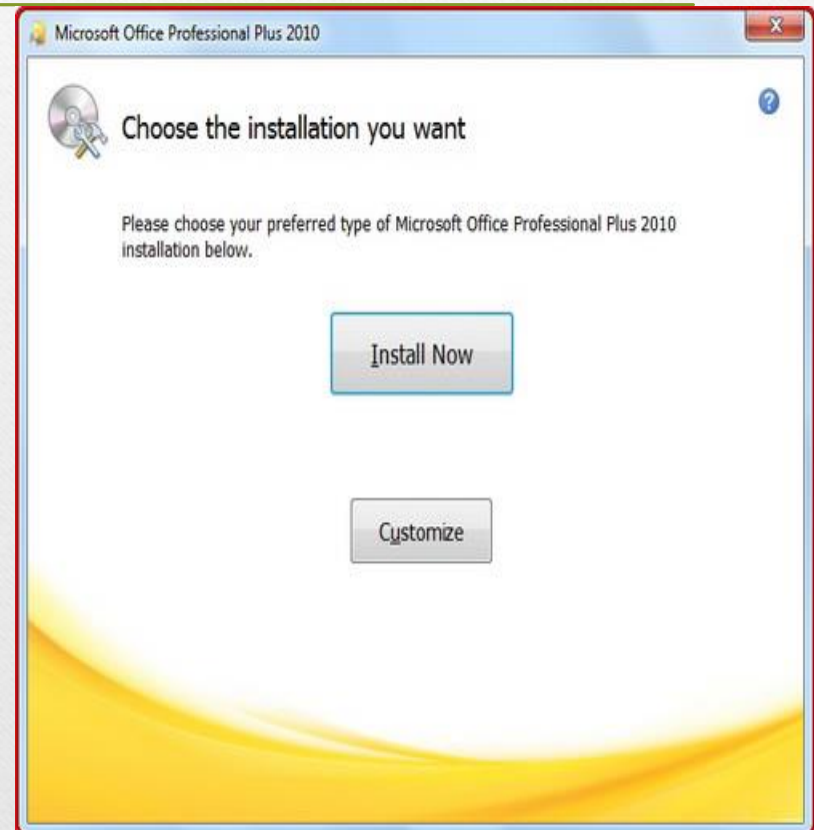 Microsoft Office Professional Plus 2010
X
?
Choose the installation you want
Please choose your preferred type of Microsoft Office Professional Plus 2010
installation below.
Install Now
Customize